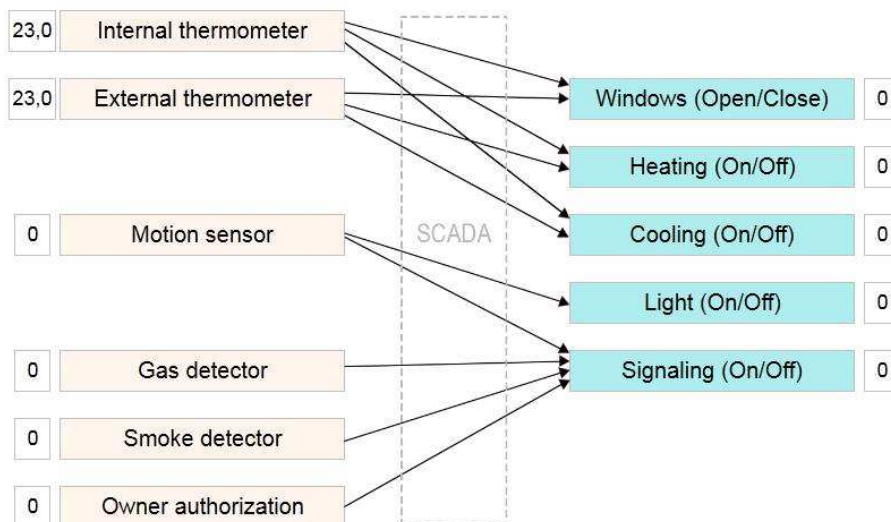 23,0 Internal thermometer
23,0 External thermometer
Windows (Open/Close) 0
Heating (On/Off) 0
0 Motion sensor
SCADA
Cooling (On/Off) 0
Light (On/Off) 0
0 Gas detector
Signaling (On/Off) 0
0 Smoke detector
0 Owner authorization